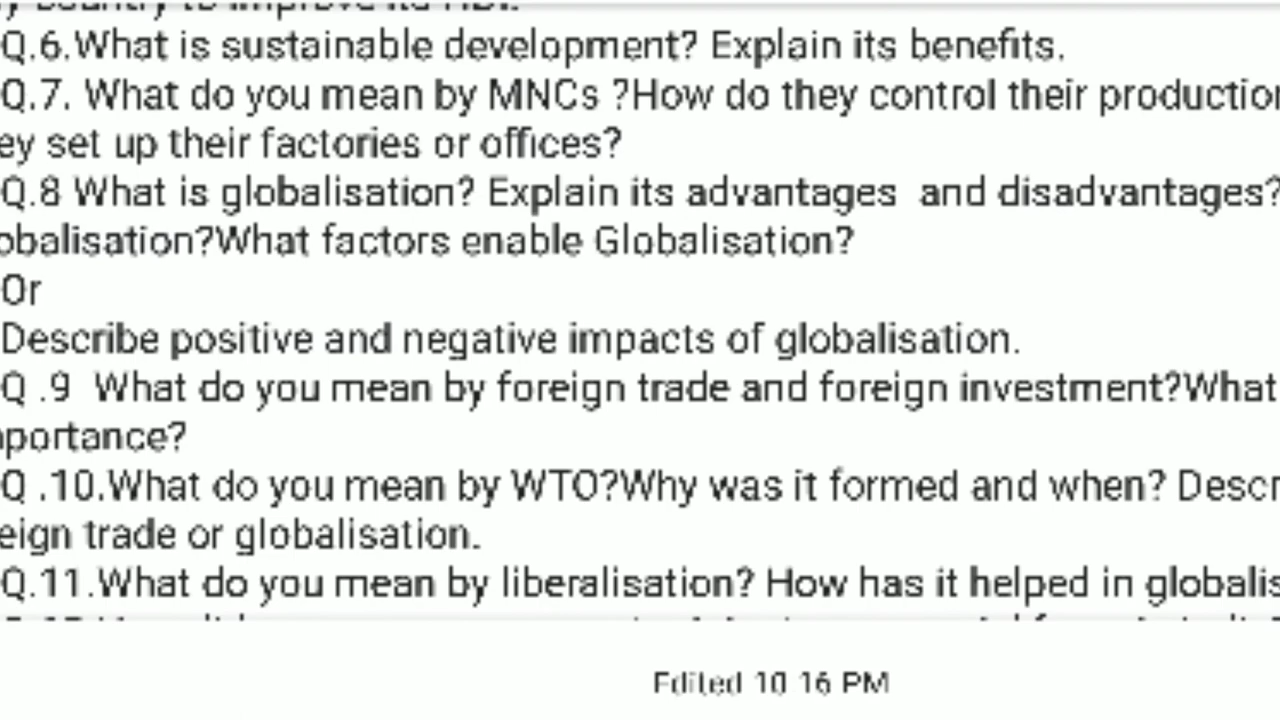 Q.6.What is sustainable development? Explain its benefits.
Q.7. What do you mean by MNCs ?How do they control their production
ey set up their factories or offices?
Q.8 What is globalisation? Explain its advantages  and disadvantages?
obalisation?What factors enable Globalisation?
Or
Describe positive and negative impacts of globalisation.
Q .9  What do you mean by foreign trade and foreign investment?What
portance?
Q .10.What do you mean by WTO?Why was it formed and when? Descr
eign trade or globalisation.
Q.11.What do you mean by liberalisation? How has it helped in globalis
Edited 10 16 PM